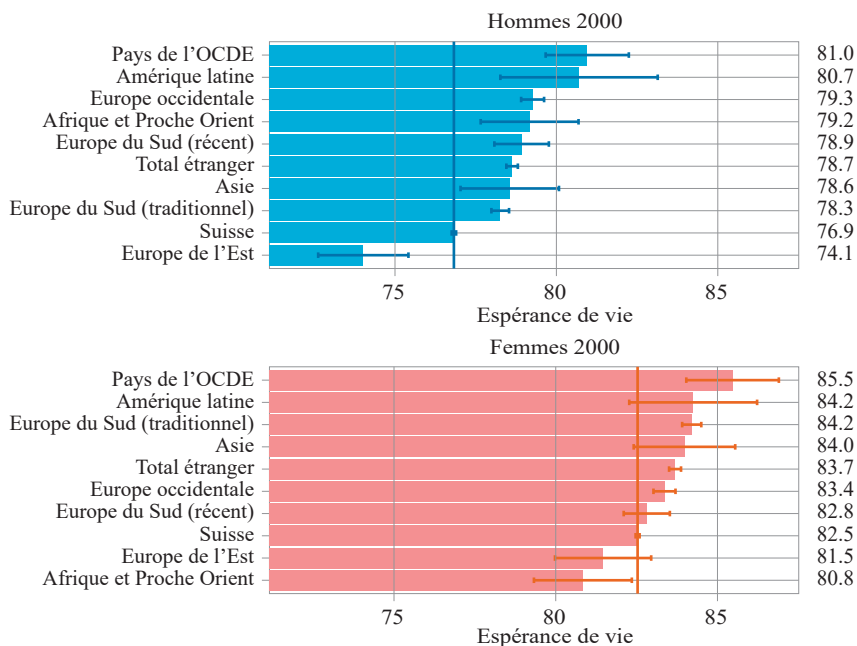 Hommes 2000
Pays de l’OCDE 81.0
Amérique latine 80.7
Europe occidentale 79.3
Afrique et Proche Orient 79.2
Europe du Sud (récent) 78.9
Total étranger 78.7
Asie 78.6
Europe du Sud (traditionnel) 78.3
Suisse 76.9
Europe de l’Est 74.1
75 80 85
Espérance de vie
Femmes 2000
Pays de l’OCDE 85.5
Amérique latine 84.2
Europe du Sud (traditionnel) 84.2
Asie 84.0
Total étranger 83.7
Europe occidentale 83.4
Europe du Sud (récent) 82.8
Suisse 82.5
Europe de l’Est 81.5
Afrique et Proche Orient 80.8
75 80 85
Espérance de vie